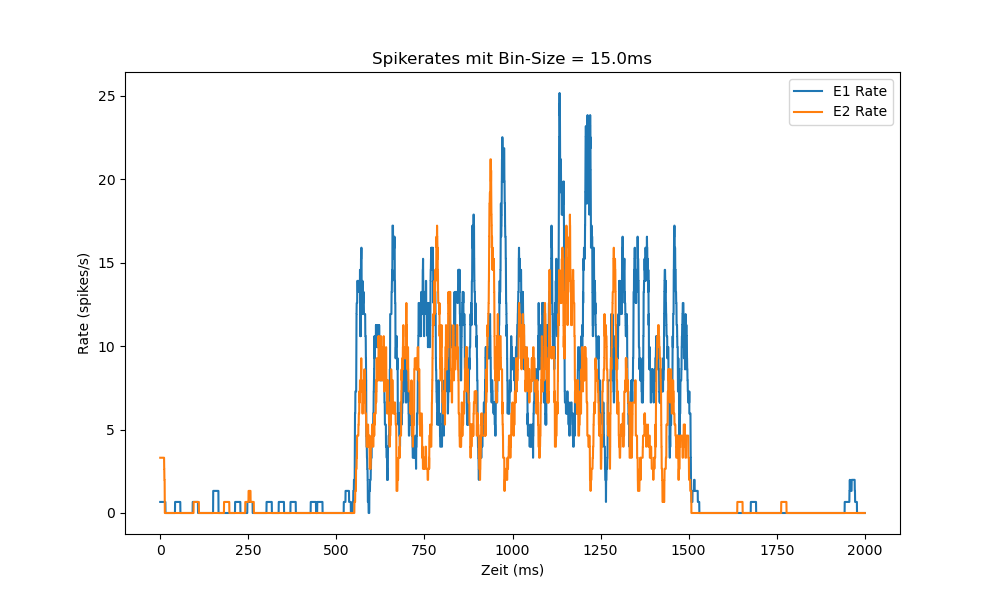 Spikerates mit Bin-Size = 15.0ms
E1 Rate
E2 Rate
25
20
15
10
5
0
Rate (spikes/s)
0 250 500 750 1000 1250 1500 1750 2000
Zeit (ms)